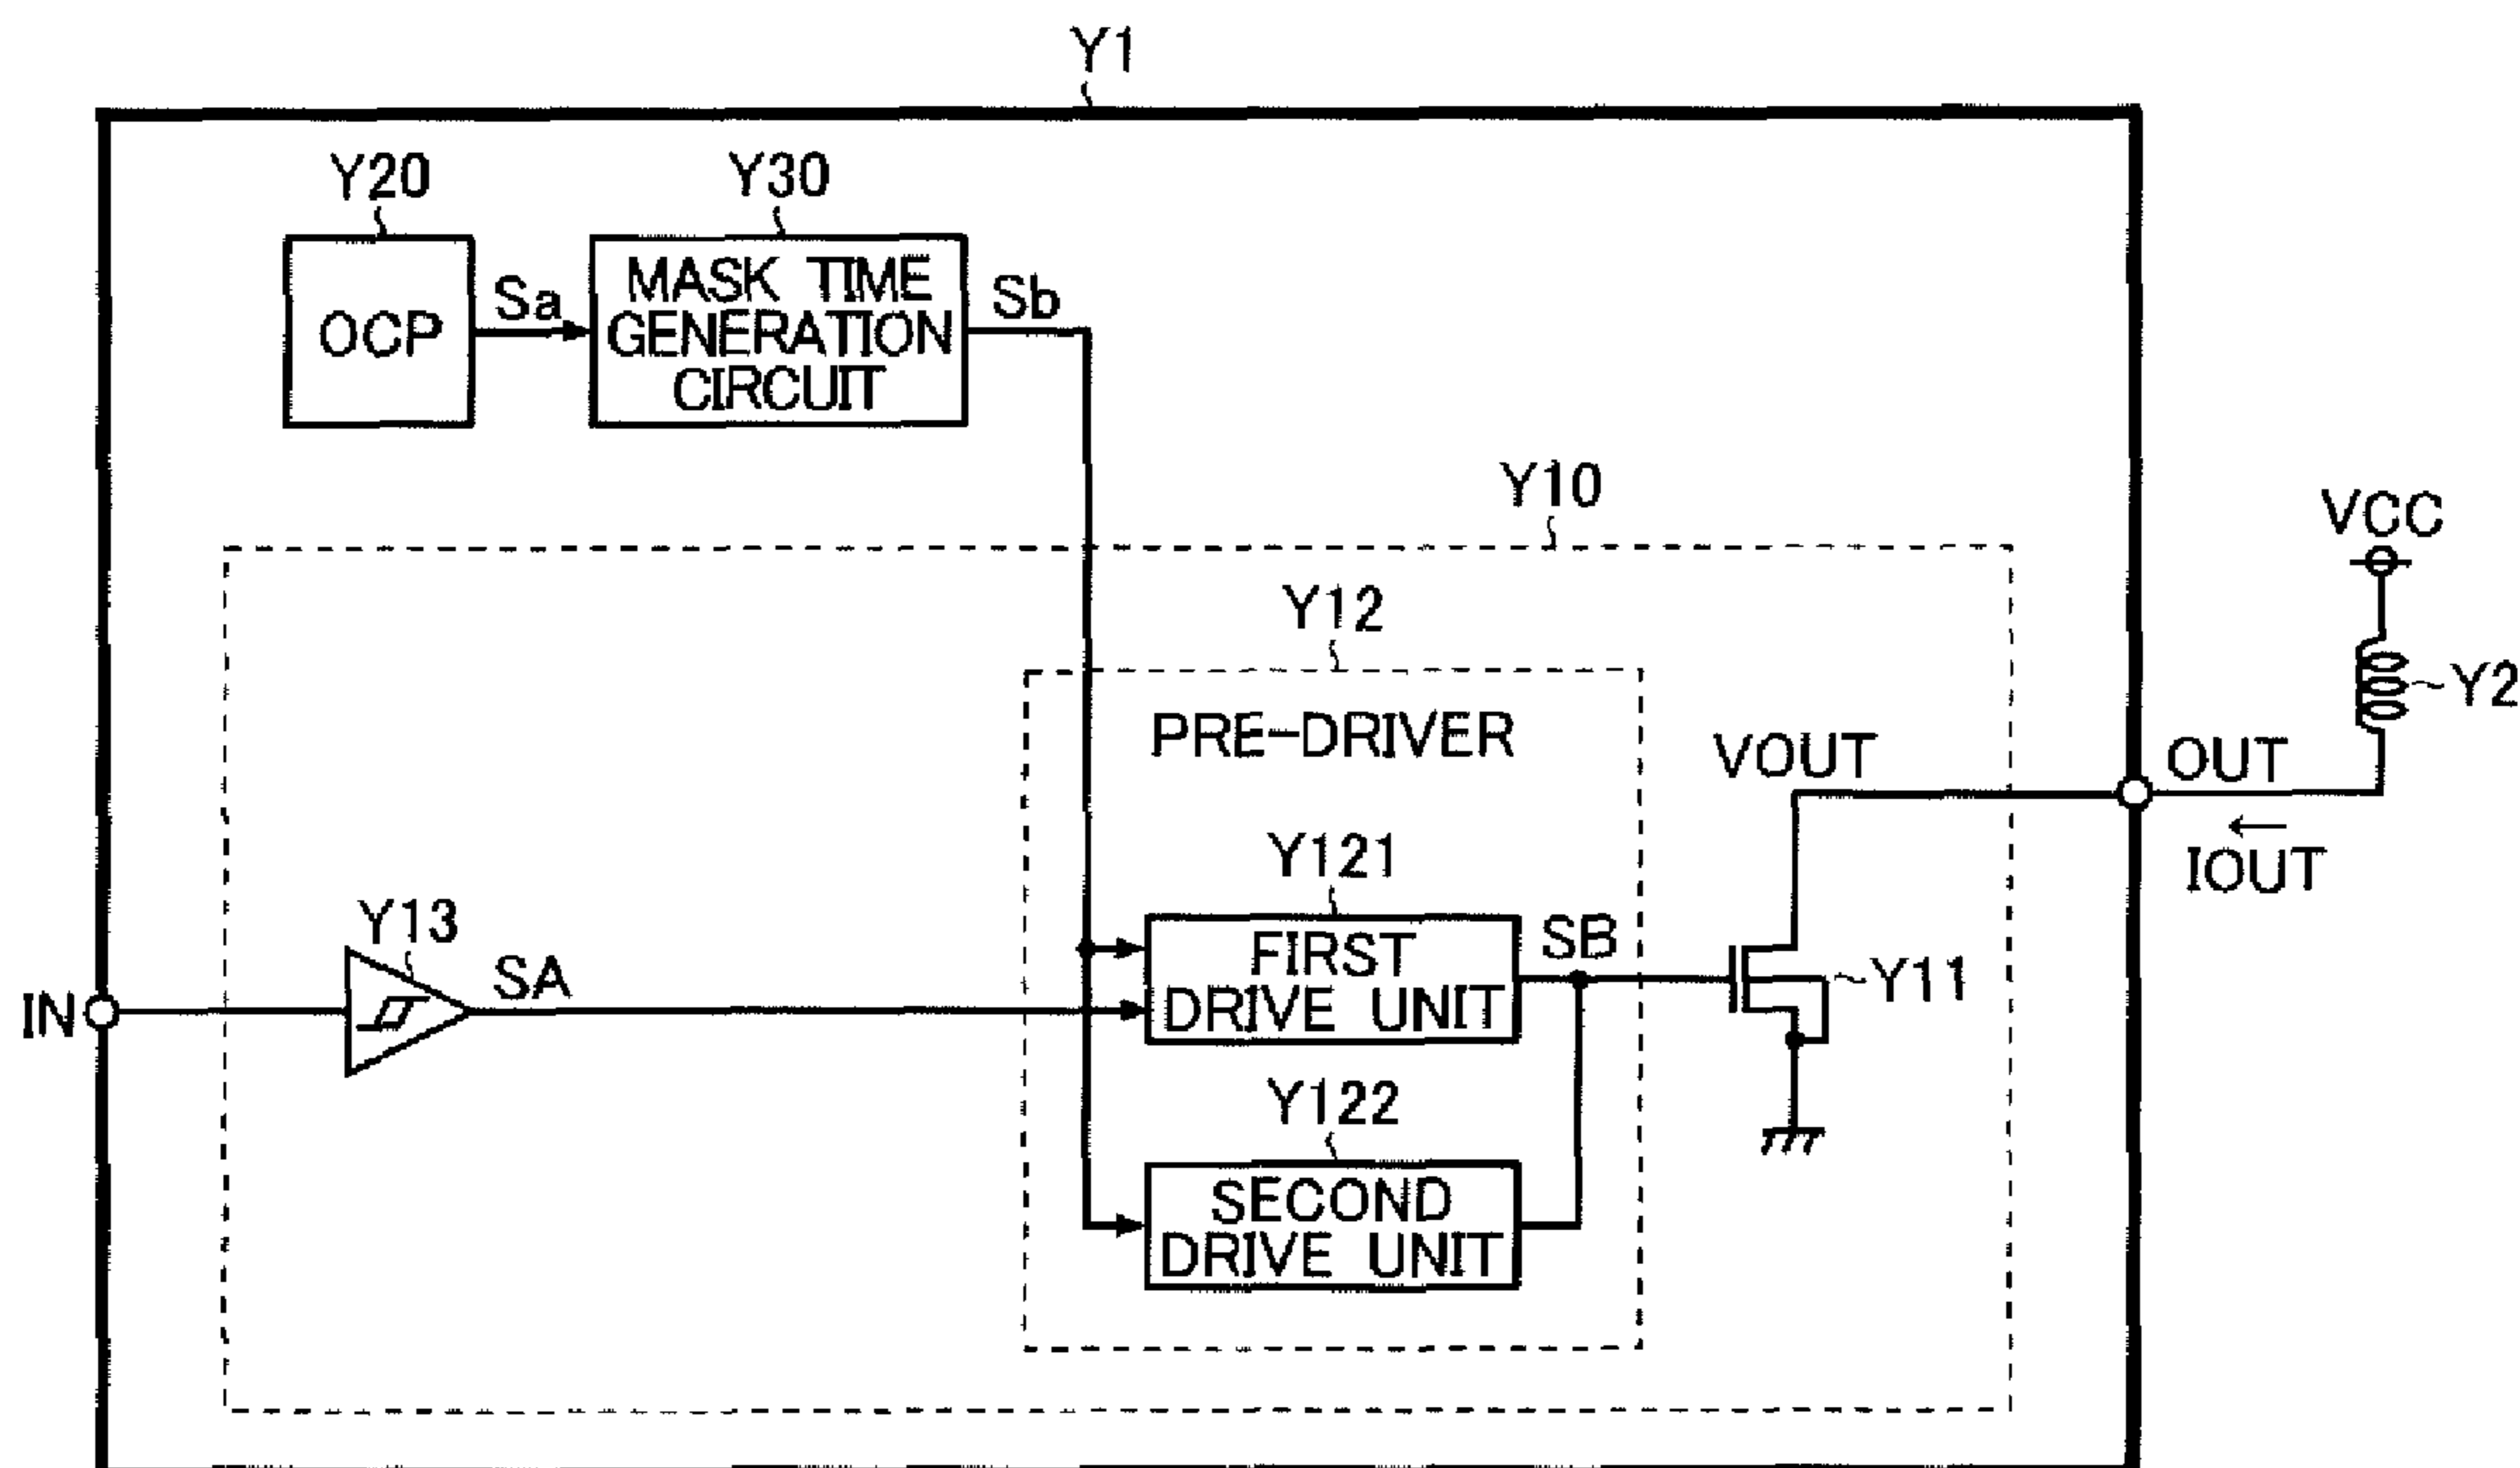 Y1
Y20
Y30
OCP
Sa
MASK TIME
GENERATION
CIRCUIT
Sb
Y10
VCC
Y12
Y2
PRE-DRIVER
VOUT
OUT
IOUT
Y121
Y13
SA
FIRST
DRIVE UNIT
SB
Y11
IN
Y122
SECOND
DRIVE UNIT